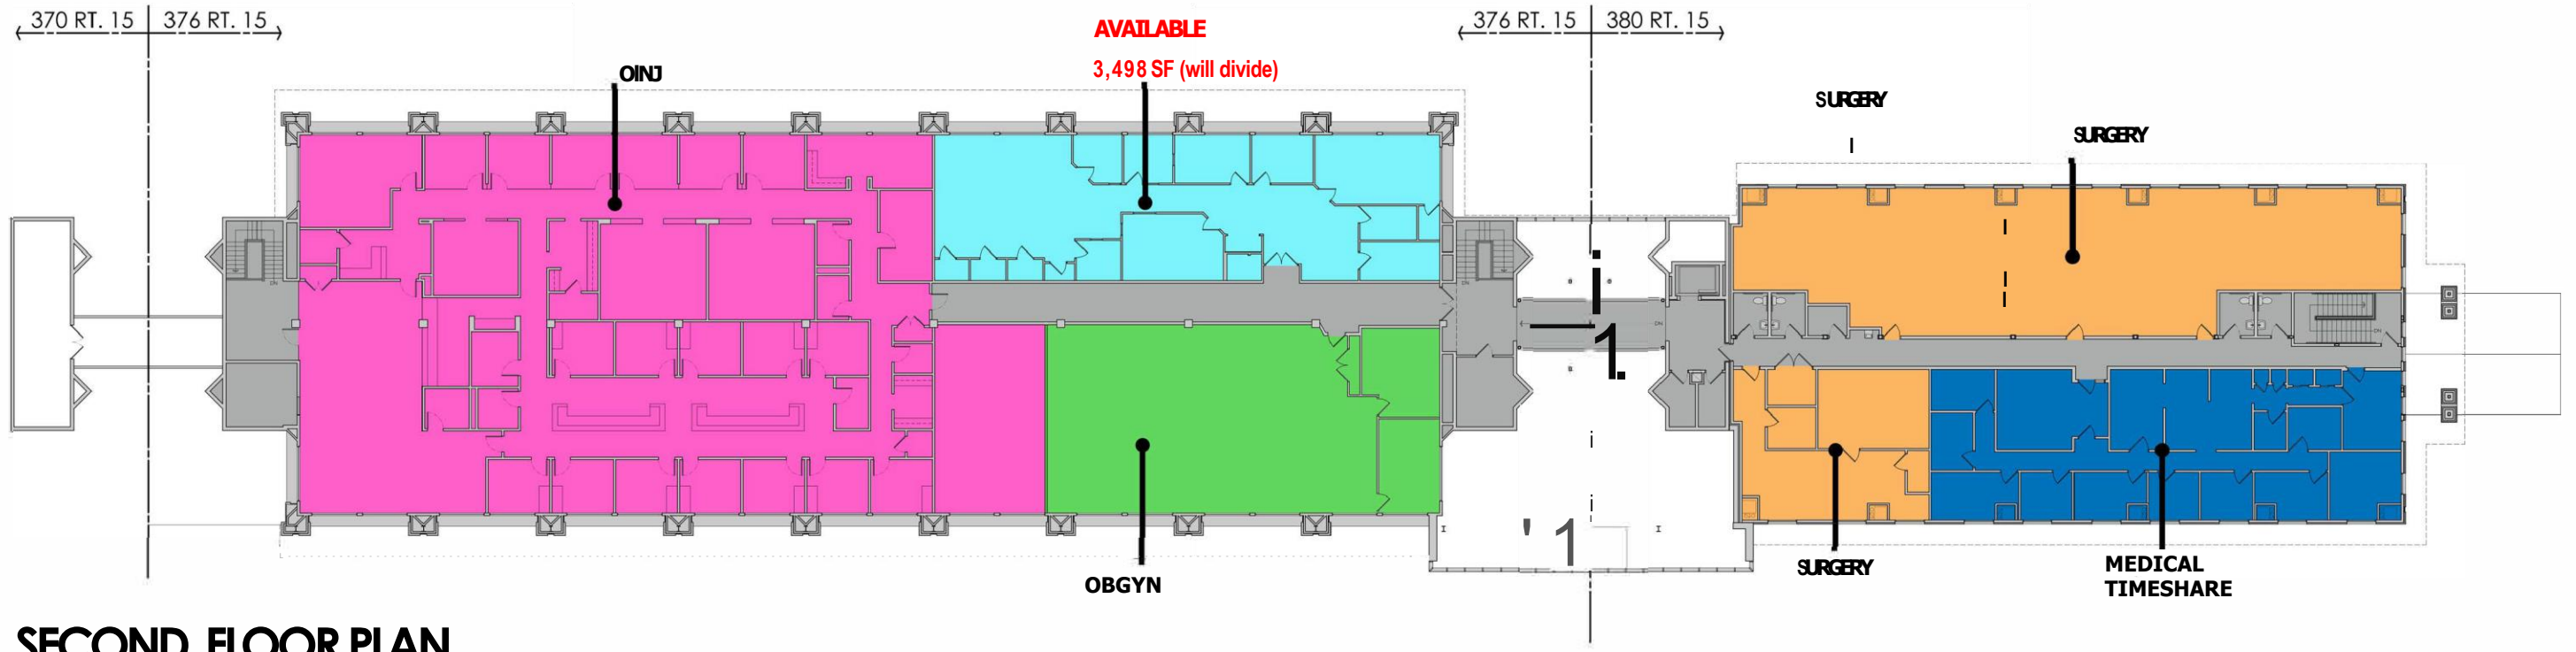 370 RT. 15
376 RT. 15
AVAILABLE
3,498 SF (will divide)
376 RT. 15
380 RT. 15
OINJ
SURGERY
SURGERY
OBGYN
SURGERY
MEDICAL
TIMESHARE
SECOND FLOOR PLAN